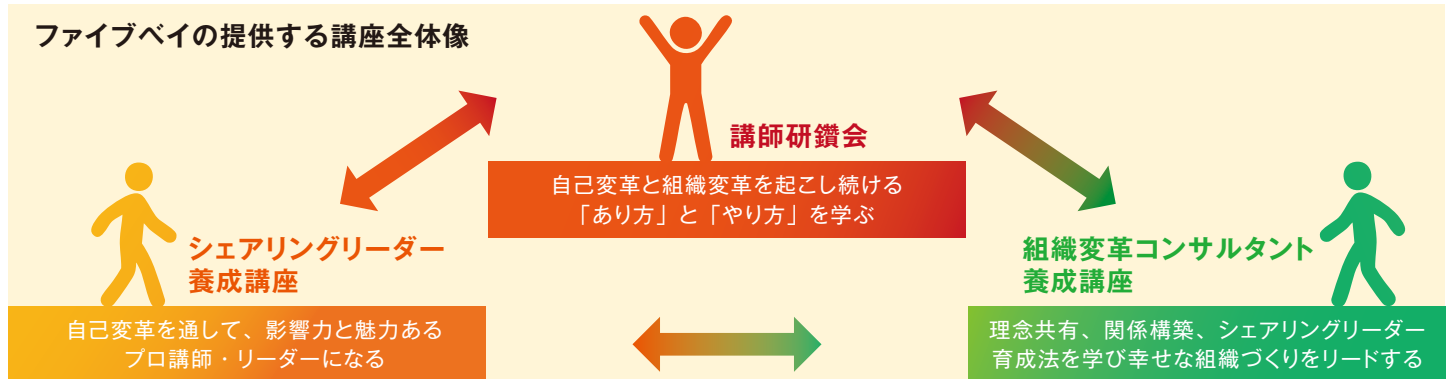 ファイブベイの提供する講座全体像
講師研鑽会
自己変革と組織変革を起こし続ける
「あり方」と「やり方」を学ぶ
シェアリングリーダー
養成講座
自己変革を通して、影響力と魅力ある
プロ講師・リーダーになる
組織変革コンサルタント
養成講座
理念共有、関係構築、シェアリングリーダー
育成法を学び幸せな組織づくりをリードする